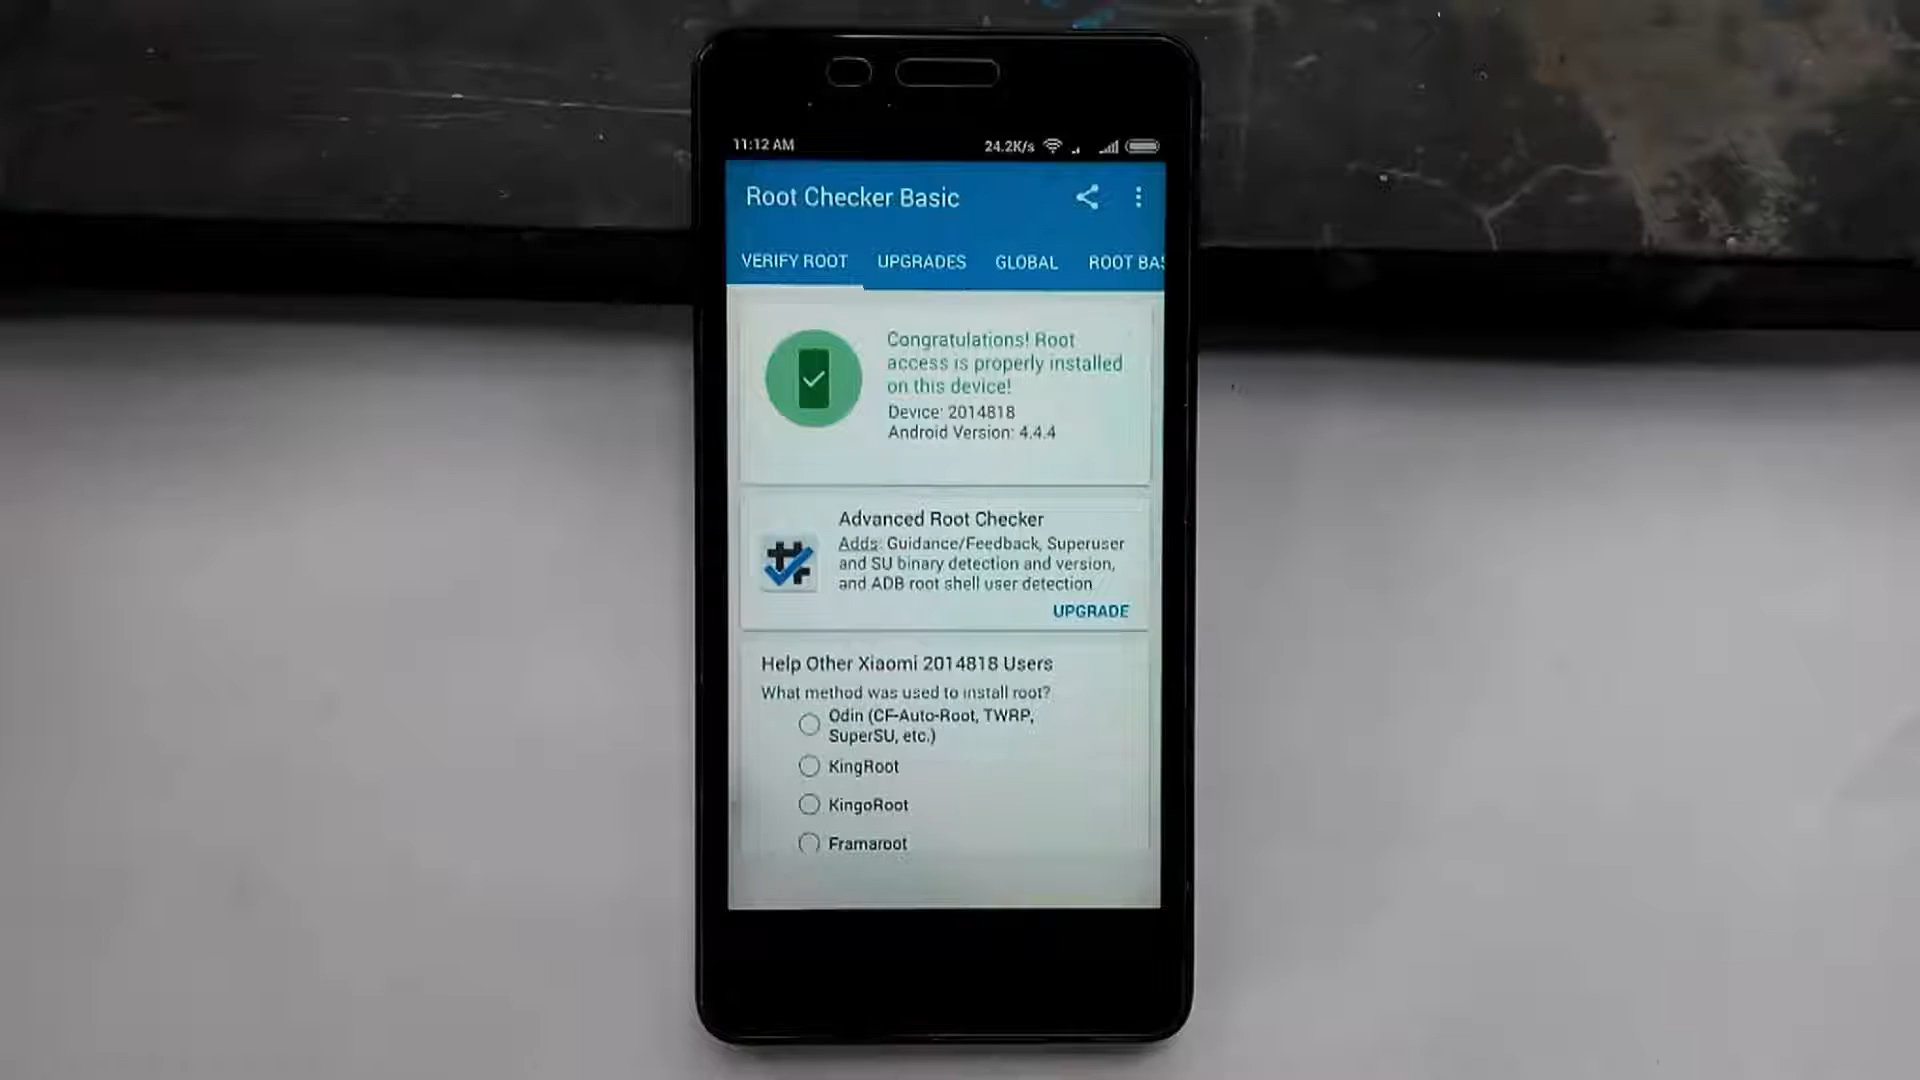 11:12 AM 24.2K/s
Root Checker Basic
VERIFY ROOT UPGRADES GLOBAL ROOT BAS
Congratulations! Root
access is properly installed
on this device!
Device: 2014818
Android Version: 4.4.4
Advanced Root Checker
Adds: Guidance/Feedback, Superuser
and SU binary detection and version,
and ADB root shell user detection
UPGRADE
Help Other Xiaomi 2014818 Users
What method was used to install root?
Odin (CF-Auto-Root, TWRP,
SuperSU, etc.)
KingRoot
KingoRoot
Framaroot